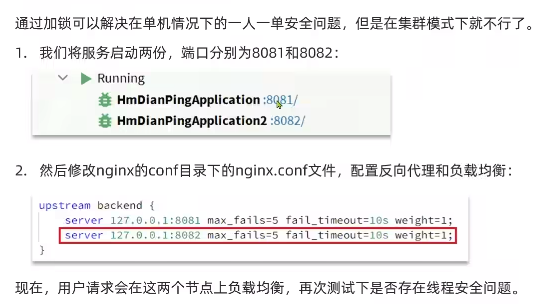 通过加锁可以解决在单机情况下的一人一单安全问题，但是在集群模式下就不行了。
1. 我们将服务启动两份，端口分别为8081和8082：
Running
HmDianPingApplication :8081/
HmDianPingApplication2 :8082/
2. 然后修改nginx的conf目录下的nginx.conf文件，配置反向代理和负载均衡：
upstream backend {
server 127.0.0.1:8081 max_fails=5 fail_timeout=10s weight=1;
server 127.0.0.1:8082 max_fails=5 fail_timeout=10s weight=1;
}
现在，用户请求会在这两个节点上负载均衡，再次测试下是否存在线程安全问题。